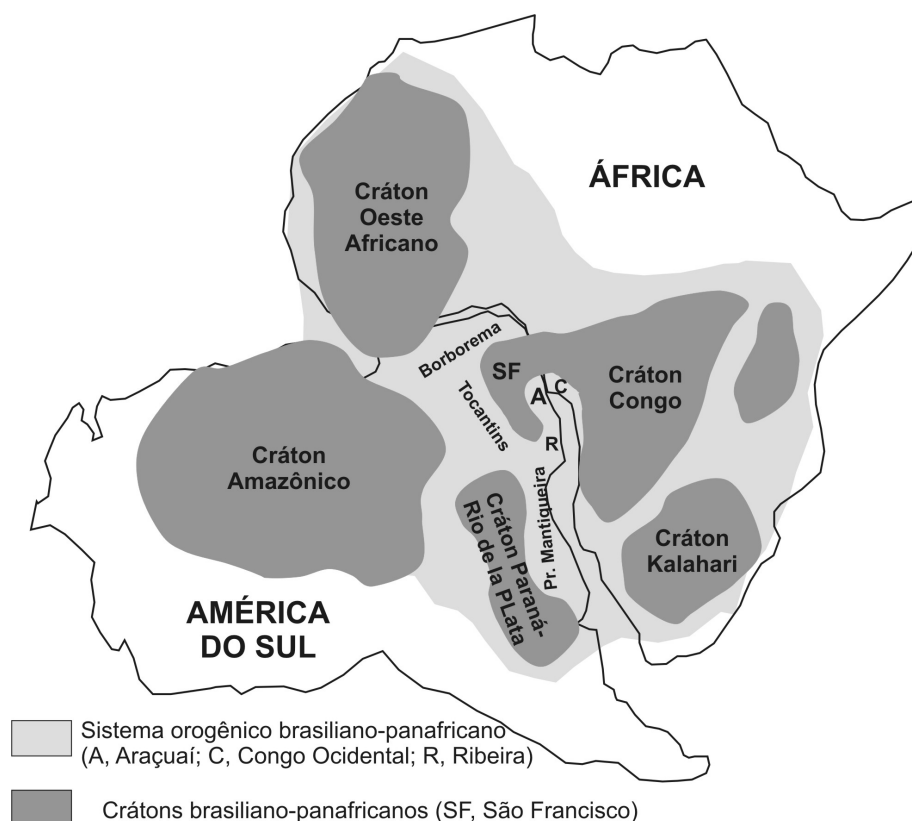 ÁFRICA
Cráton
Oeste
Africano
Borborema
SF
A
C
Cráton
Congo
Tocantins
R
Cráton
Amazônico
Cráton Paraná-
Rio de la PLata
Pr. Mantiqueira
Cráton
Kalahari
AMÉRICA
DO SUL
Sistema orogênico brasiliano-panafricano
(A, Araçuaí; C, Congo Ocidental; R, Ribeira)
Crátons brasiliano-panafricanos (SF, São Francisco)